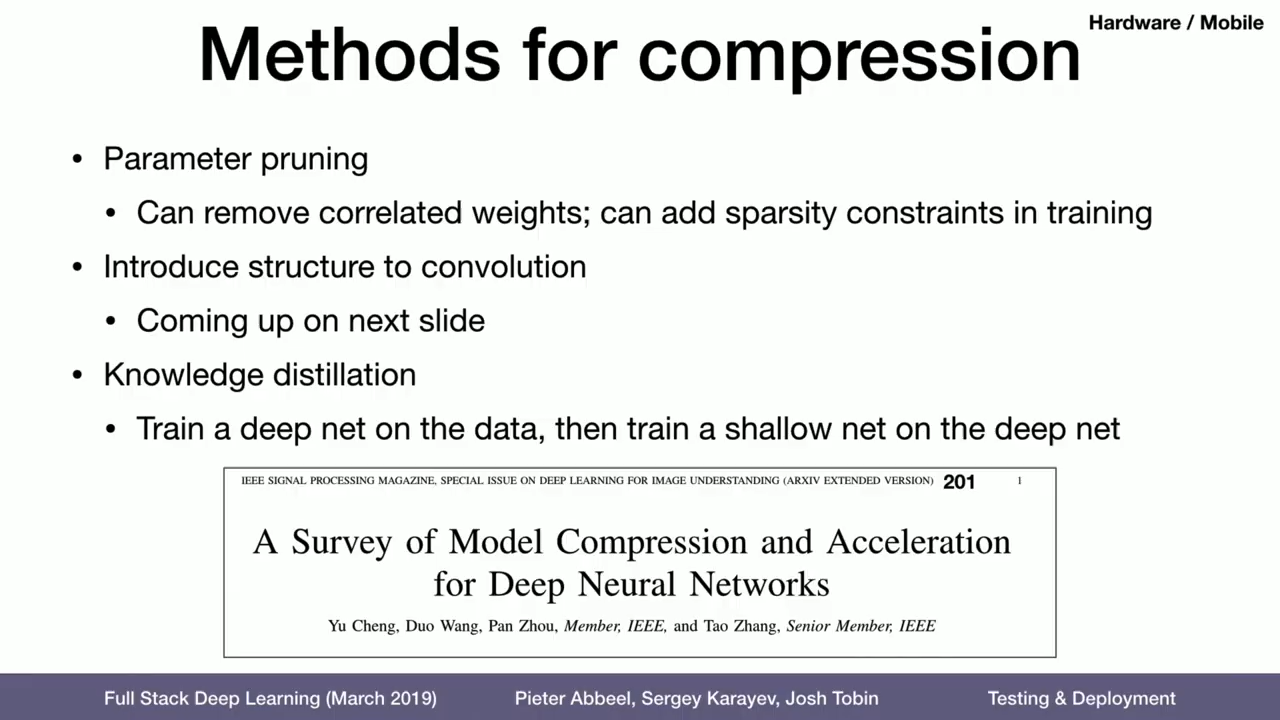 Hardware / Mobile
Methods for compression
• Parameter pruning
• Can remove correlated weights; can add sparsity constraints in training
• Introduce structure to convolution
• Coming up on next slide
• Knowledge distillation
• Train a deep net on the data, then train a shallow net on the deep net
IEEE SIGNAL PROCESSING MAGAZINE, SPECIAL ISSUE ON DEEP LEARNING FOR IMAGE UNDERSTANDING (ARXIV EXTENDED VERSION) 201 1
A Survey of Model Compression and Acceleration
for Deep Neural Networks
Yu Cheng, Duo Wang, Pan Zhou, Member, IEEE, and Tao Zhang, Senior Member, IEEE
Full Stack Deep Learning (March 2019) Pieter Abbeel, Sergey Karayev, Josh Tobin Testing & Deployment